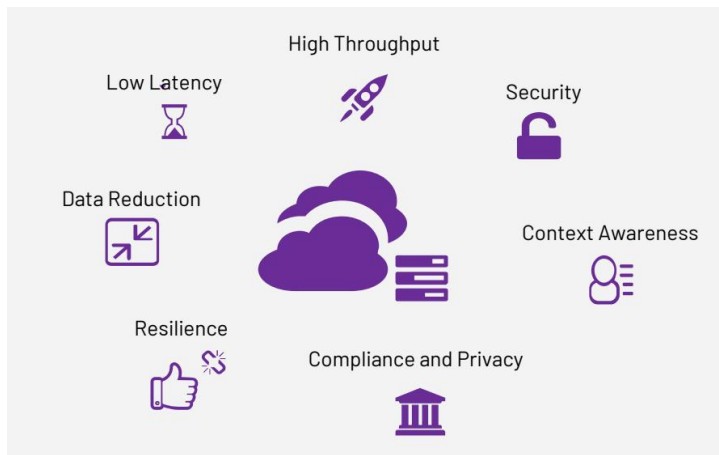 High Throughput
Low Latency
Security
Data Reduction
Context Awareness
Resilience
Compliance and Privacy